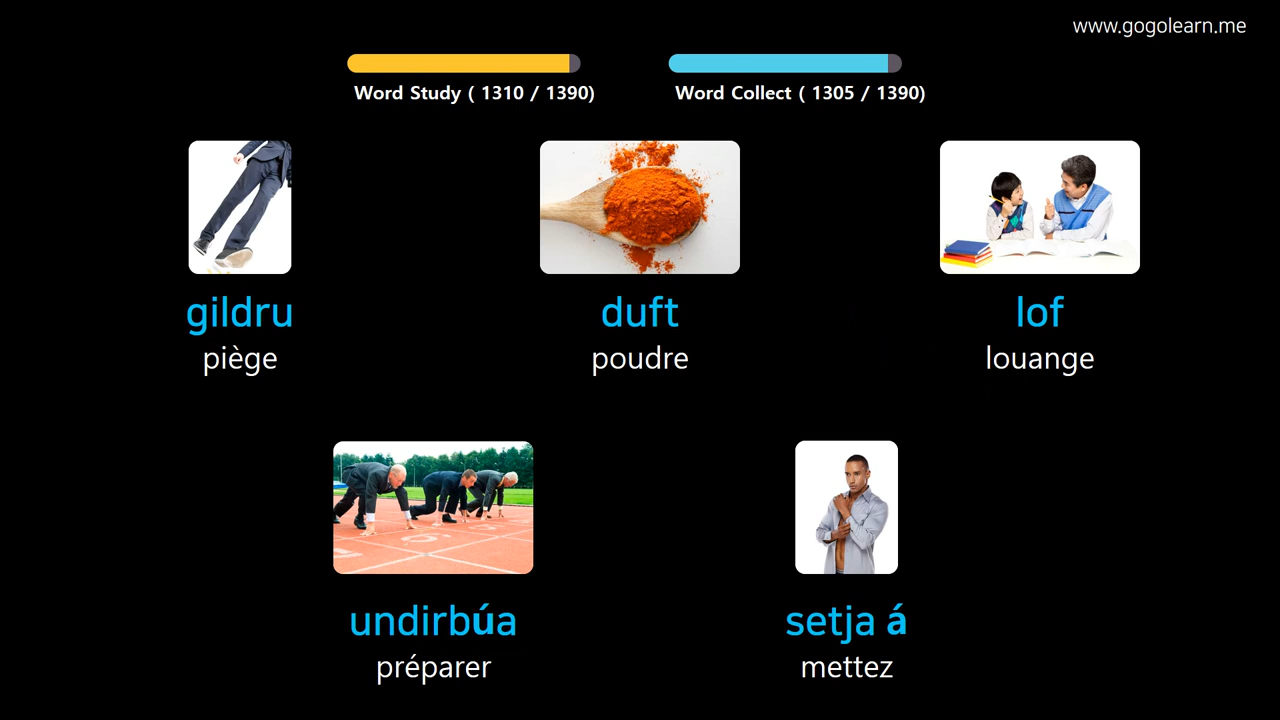 www.gogolearn.me
Word Study ( 1310 / 1390)
Word Collect ( 1305 / 1390)
gildru
piège
duft
poudre
lof
louange
undirbúa
préparer
setja á
mettez